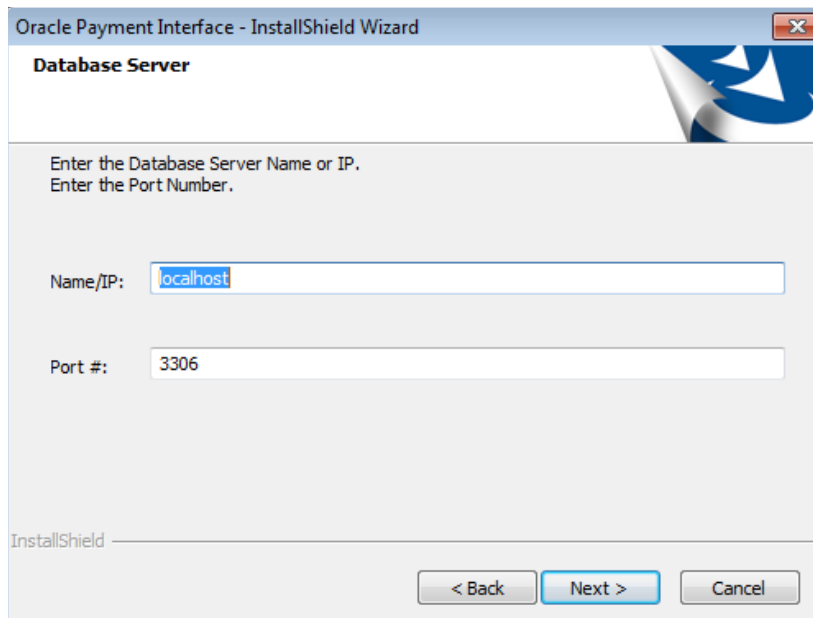 Oracle Payment Interface - InstallShield Wizard
Database Server
Enter the Database Server Name or IP.
Enter the Port Number.
Name/IP: localhost
Port #: 3306
InstallShield
< Back Next > Cancel